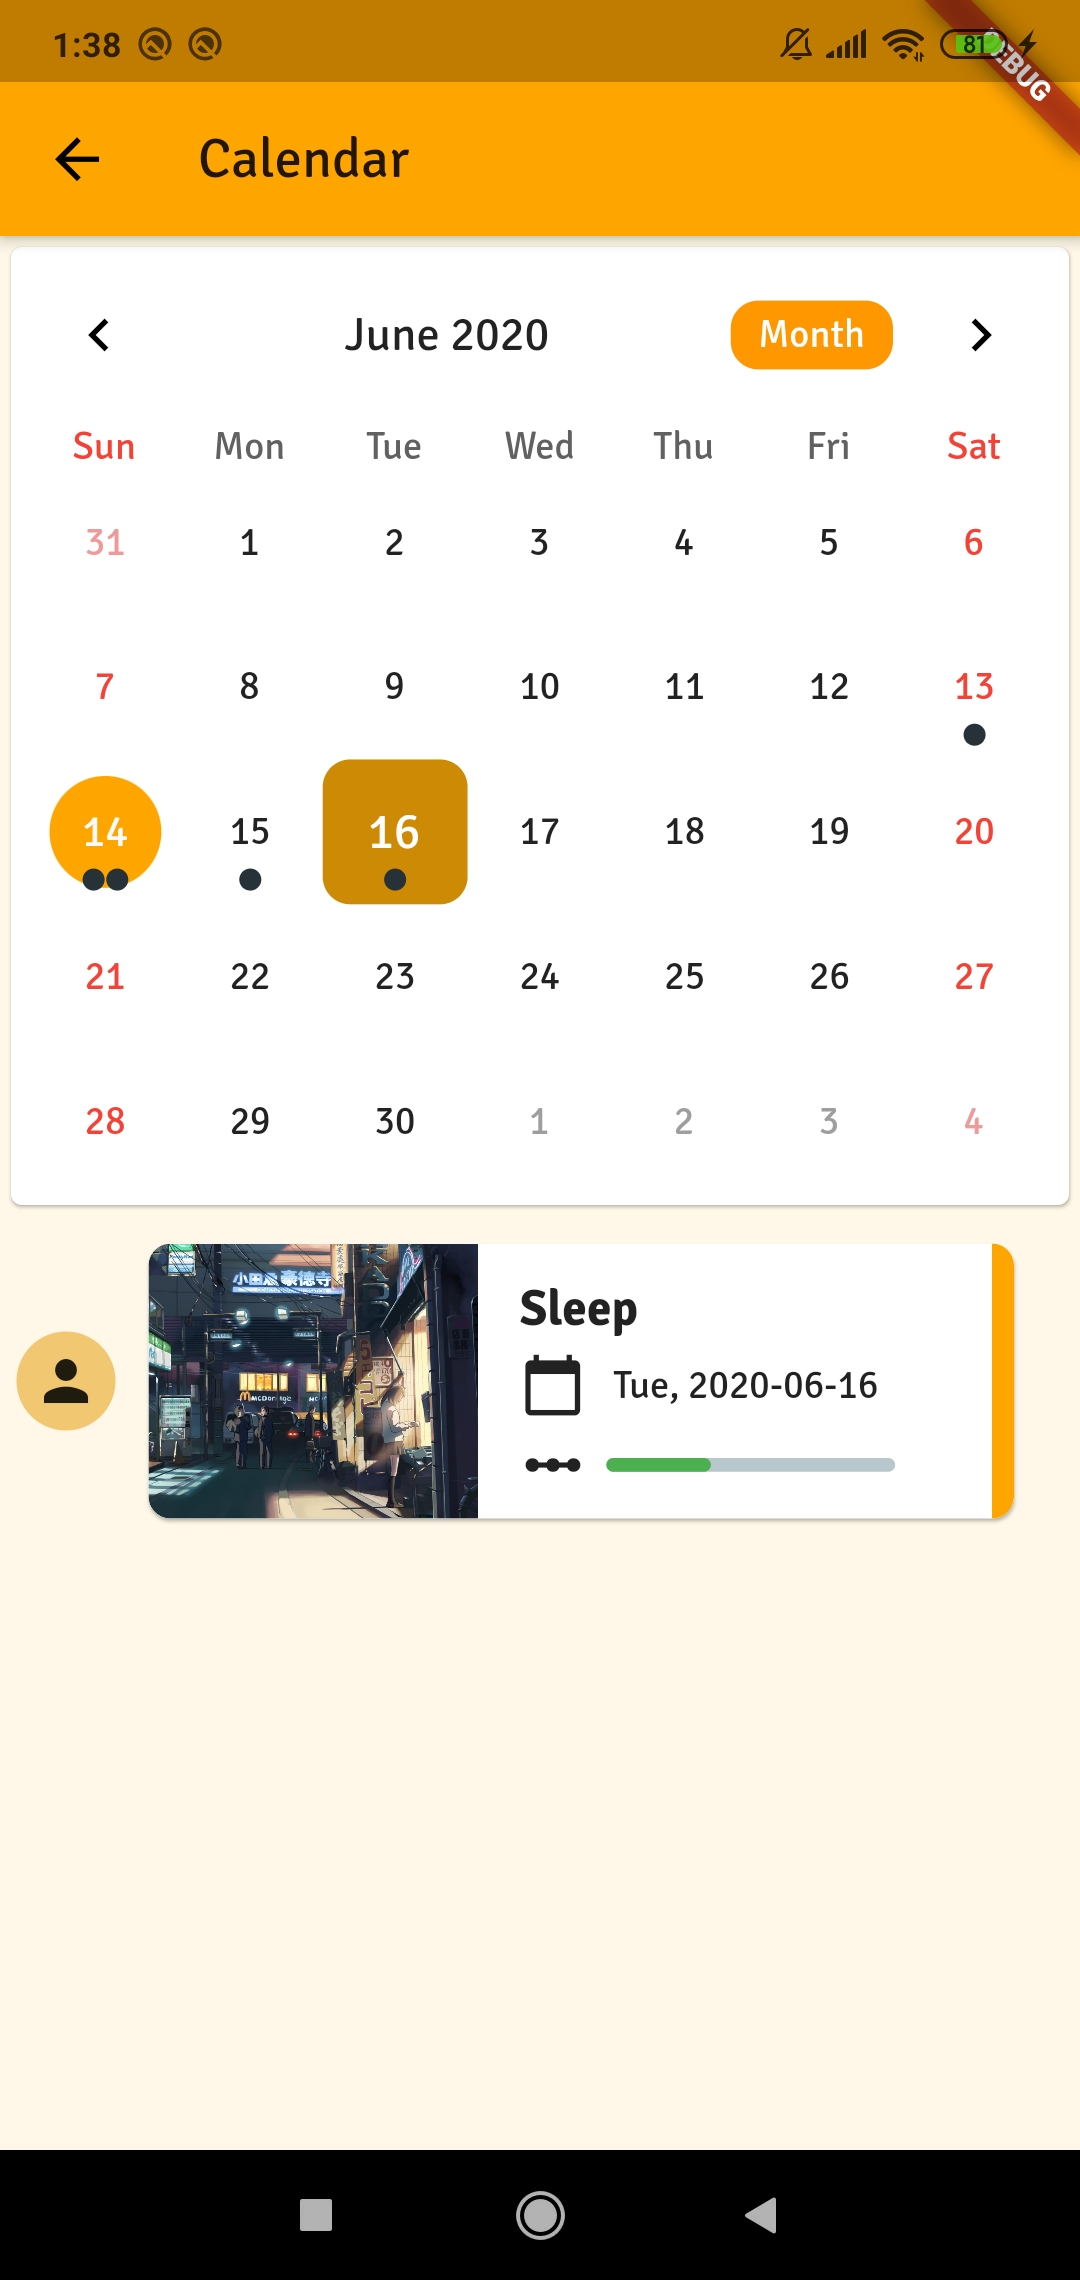 1:38
81
DEBUG
Calendar
June 2020
Month
Sun Mon Tue Wed Thu Fri Sat
31 1 2 3 4 5 6
7 8 9 10 11 12 13
14 15 16 17 18 19 20
21 22 23 24 25 26 27
28 29 30 1 2 3 4
小田急 豪徳寺
Sleep
Tue, 2020-06-16